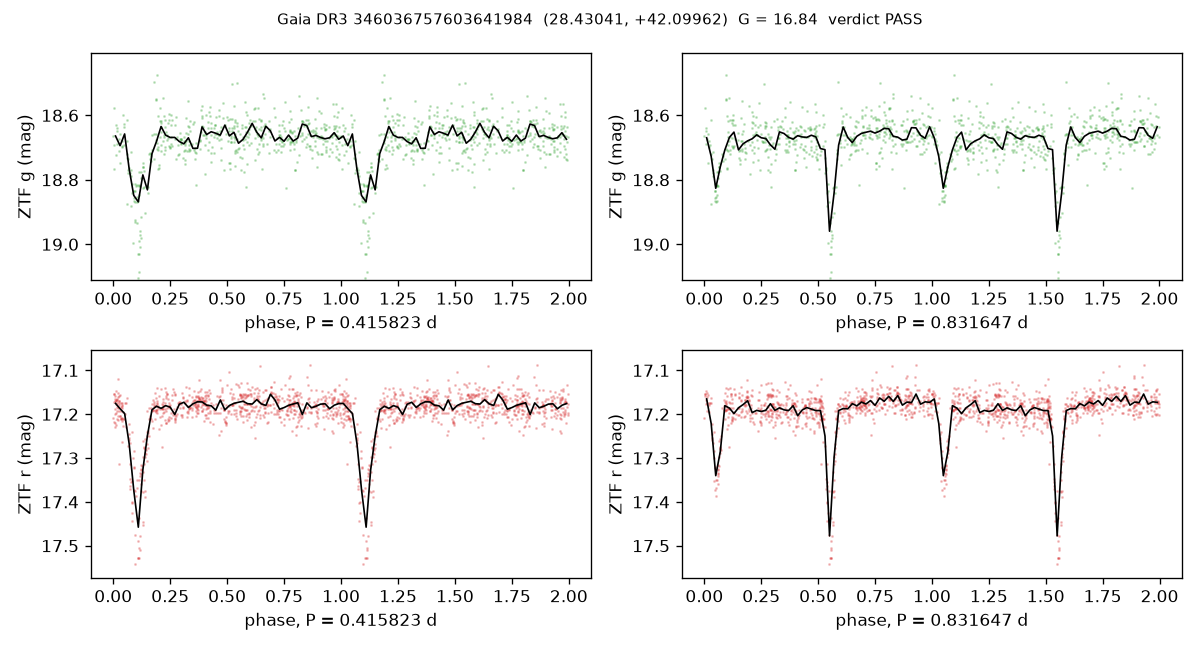 Gaia DR3 346036757603641984  (28.43041, +42.09962)  G = 16.84  verdict PASS
ZTF g (mag)
18.6
18.8
19.0
0.00 0.25 0.50 0.75 1.00 1.25 1.50 1.75 2.00
phase, P = 0.415823 d
ZTF g (mag)
18.6
18.8
19.0
0.00 0.25 0.50 0.75 1.00 1.25 1.50 1.75 2.00
phase, P = 0.831647 d
ZTF r (mag)
17.1
17.2
17.3
17.4
17.5
0.00 0.25 0.50 0.75 1.00 1.25 1.50 1.75 2.00
phase, P = 0.415823 d
ZTF r (mag)
17.1
17.2
17.3
17.4
17.5
0.00 0.25 0.50 0.75 1.00 1.25 1.50 1.75 2.00
phase, P = 0.831647 d